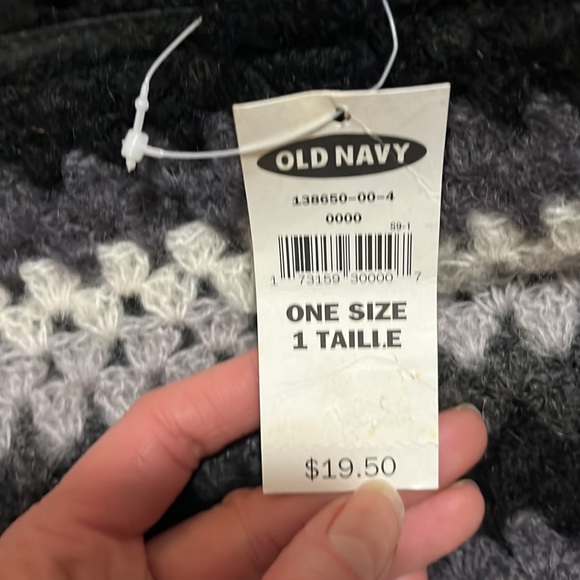 OLD NAVY
138650-00-4
0000
59-1
1 73159 30000 7
ONE SIZE
1 TAILLE
$19.50